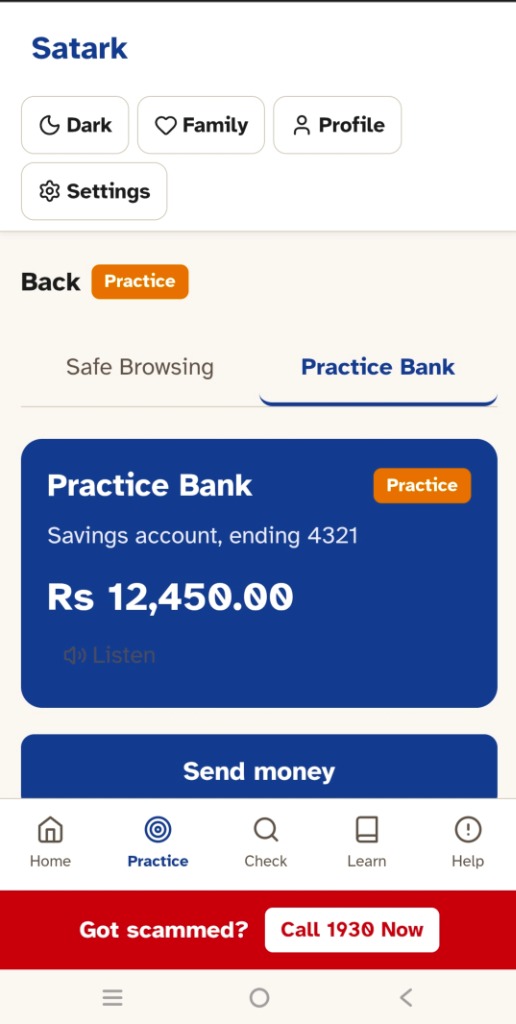 Satark
Dark
Family
Profile
Settings
Back
Practice
Safe Browsing
Practice Bank
Practice Bank
Practice
Savings account, ending 4321
Rs 12,450.00
Listen
Send money
Home
Practice
Check
Learn
Help
Got scammed?
Call 1930 Now